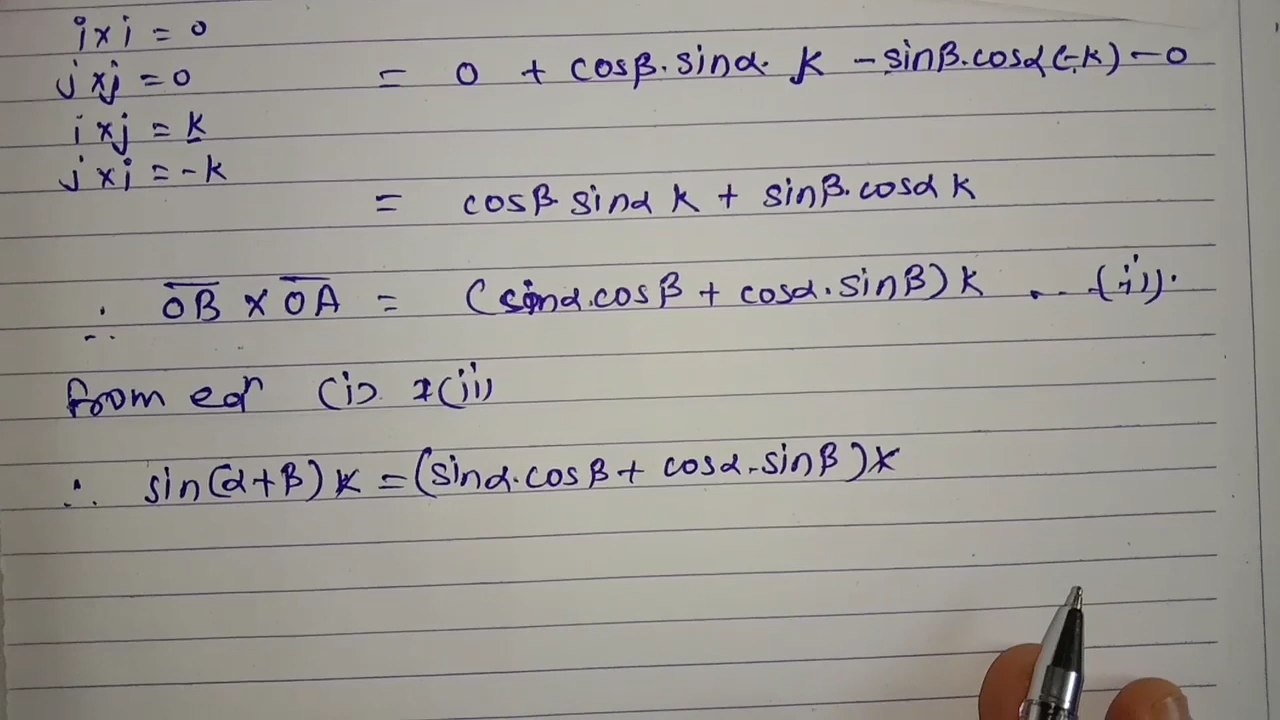 i × i = 0
j × j = 0
i × j = k
j × i = -k
= 0 + cosβ. sinα. k - sinβ. cosα (-k) - 0
= cosβ. sinα k + sinβ. cosα k
∴ OB × OA = (sinα. cosβ + cosα. sinβ) k ... (ii).
from eqn (i) & (ii)
∴ sin(α+β) k = (sinα. cosβ + cosα. sinβ) k